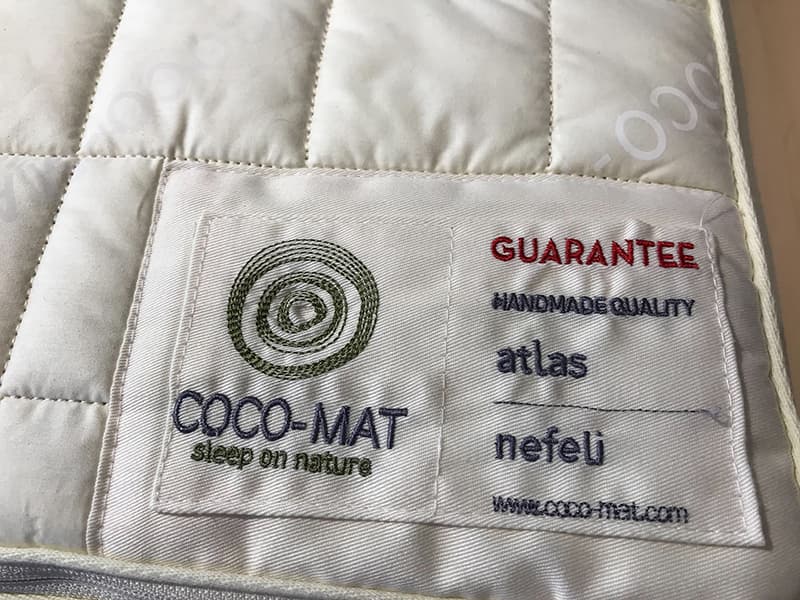 COCO-MAT
sleep on nature
GUARANTEE
HANDMADE QUALITY
atlas
nefeli
www.coco-mat.com